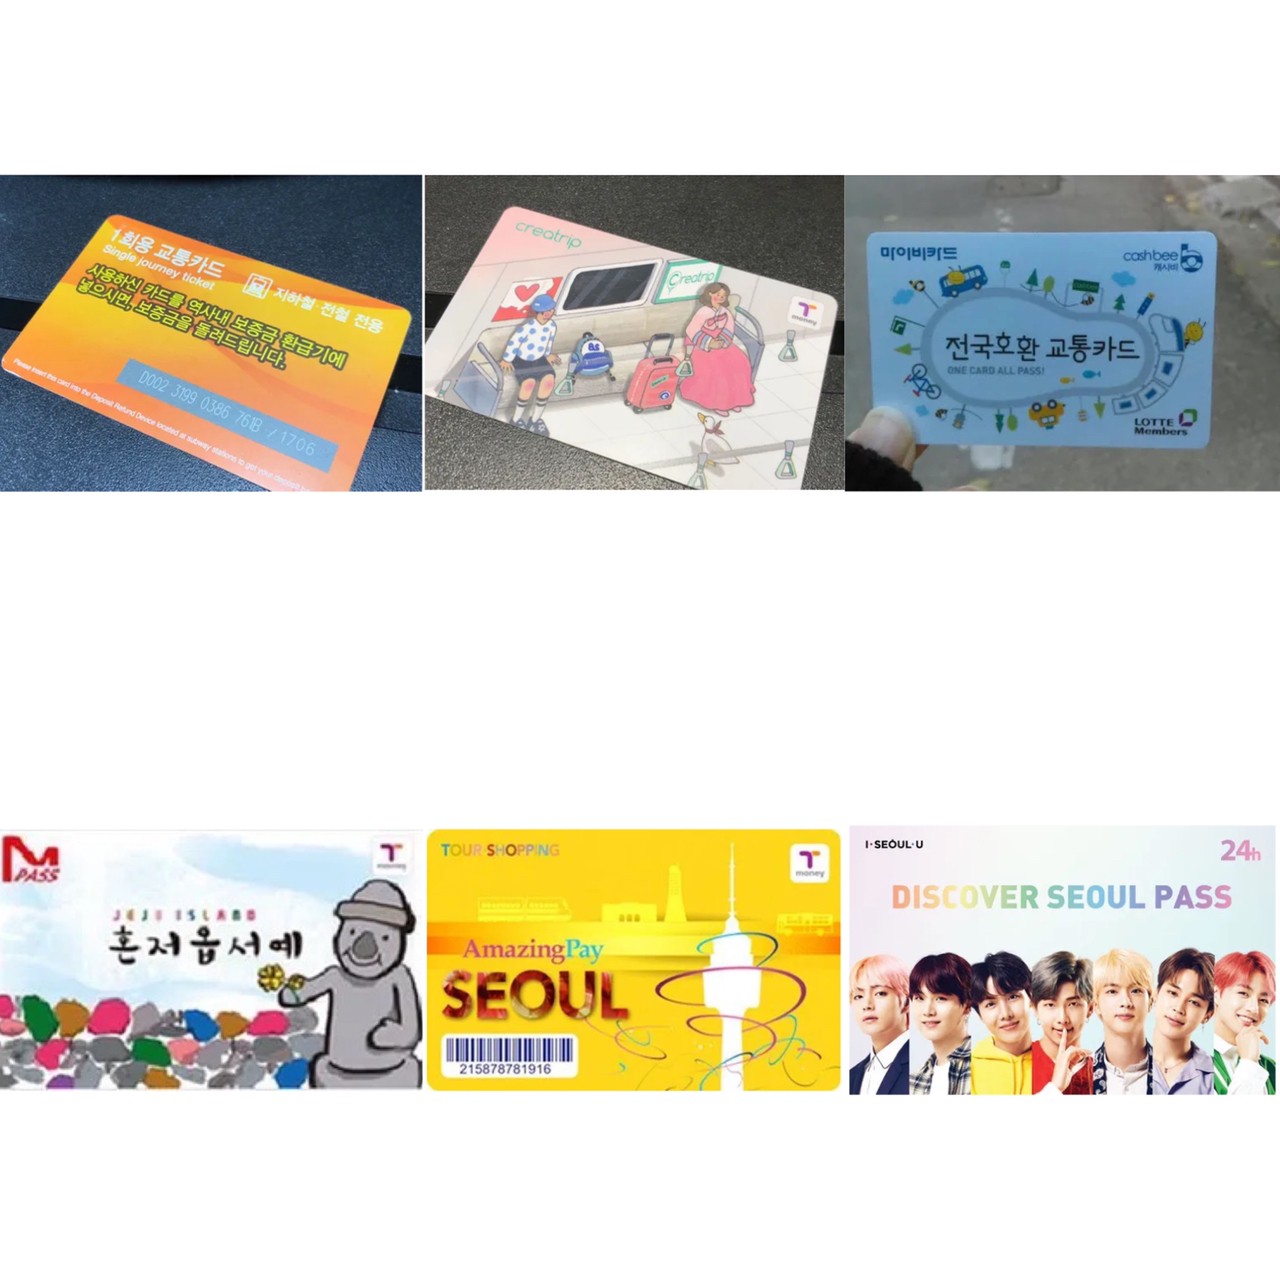 1회용 교통카드
Single journey ticket
지하철·전철 전용
사용하신 카드를 역사내 보증금 환급기에
넣으시면, 보증금을 돌려드립니다.
D002 3199 0386 761B / 1706
Please insert this card into the Deposit Refund Device located at subway stations to get your deposit
creatrip
Creatrip
T
money
마이비카드
cashbee
캐시비
전국호환 교통카드
ONE CARD ALL PASS!
LOTTE
Members
M
PASS
T
money
JEJU ISLAND
혼저옵서예
TOUR SHOPPING
T
money
AmazingPay
SEOUL
215878781916
I·SEOUL·U
24h
DISCOVER SEOUL PASS